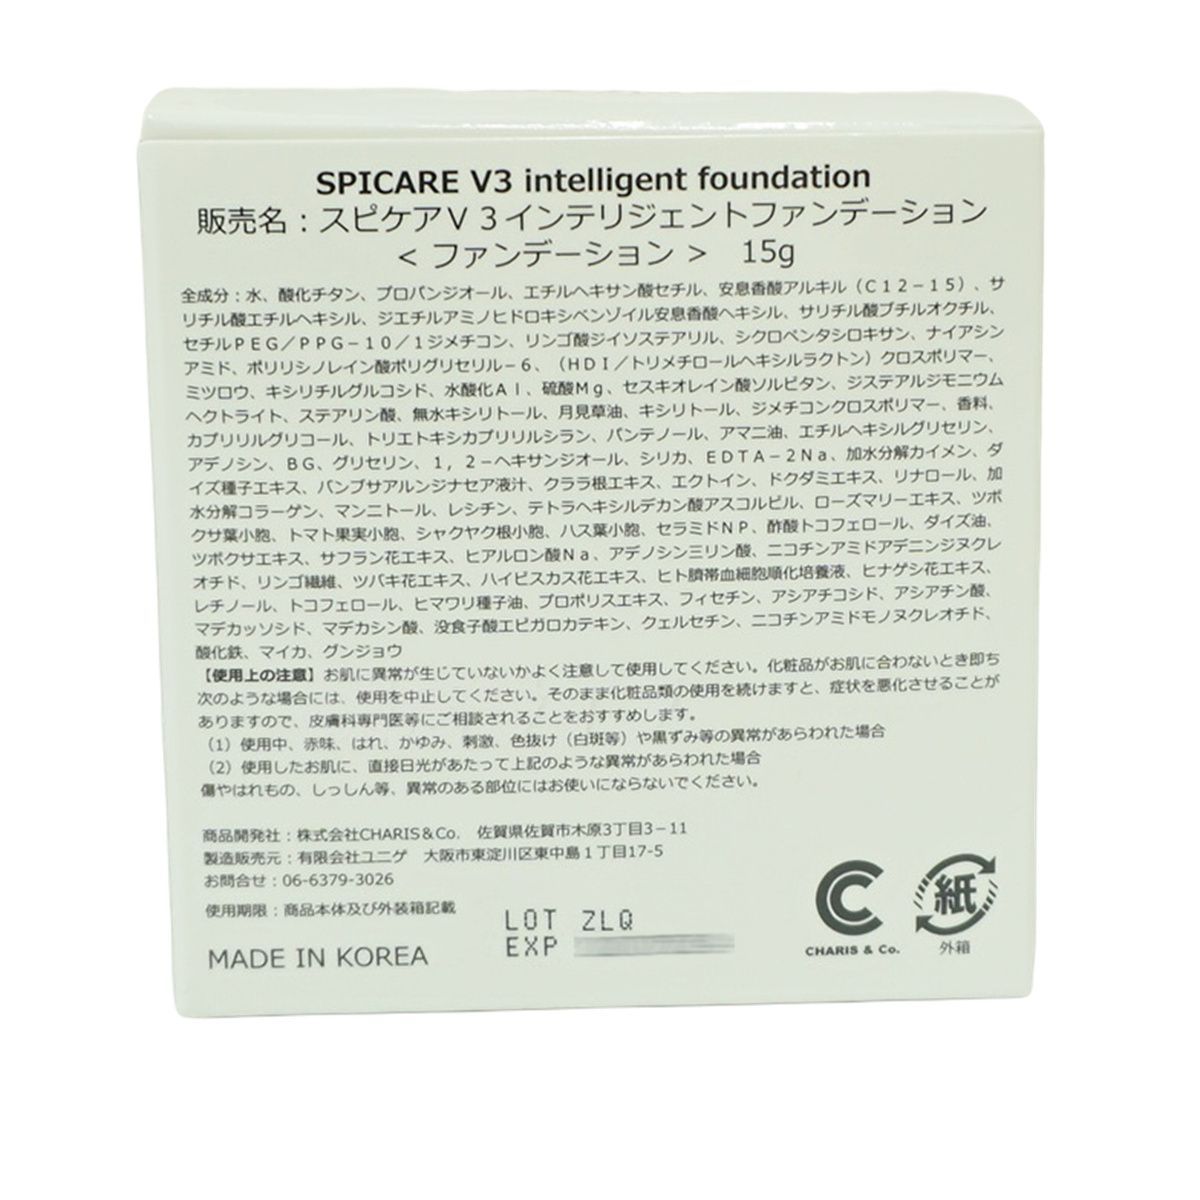 SPICARE V3 intelligent foundation
販売名：スピケアＶ３インテリジェントファンデーション
＜ファンデーション＞　15g
全成分：水、酸化チタン、プロパンジオール、エチルヘキサン酸セチル、安息香酸アルキル（Ｃ１２－１５）、サ
リチル酸エチルヘキシル、ジエチルアミノヒドロキシベンゾイル安息香酸ヘキシル、サリチル酸ブチルオクチル、
セチルＰＥＧ／ＰＰＧ－１０／１ジメチコン、リンゴ酸ジイソステアリル、シクロペンタシロキサン、ナイアシン
アミド、ポリリシノレイン酸ポリグリセリル－６、（ＨＤＩ／トリメチロールヘキシルラクトン）クロスポリマー、
ミツロウ、キシリチルグルコシド、水酸化Ａｌ、硫酸Ｍｇ、セスキオレイン酸ソルビタン、ジステアルジモニウム
ヘクトライト、ステアリン酸、無水キシリトール、月見草油、キシリトール、ジメチコンクロスポリマー、香料、
カプリリルグリコール、トリエトキシカプリリルシラン、パンテノール、アマニ油、エチルヘキシルグリセリン、
アデノシン、ＢＧ、グリセリン、１，２－ヘキサンジオール、シリカ、ＥＤＴＡ－２Ｎａ、加水分解カイメン、ダ
イズ種子エキス、バンブサアルンジナセア液汁、クララ根エキス、エクトイン、ドクダミエキス、リナロール、加
水分解コラーゲン、マンニトール、レシチン、テトラヘキシルデカン酸アスコルビル、ローズマリーエキス、ツボ
クサ葉小胞、トマト果実小胞、シャクヤク根小胞、ハス葉小胞、セラミドＮＰ、酢酸トコフェロール、ダイズ油、
ツボクサエキス、サフラン花エキス、ヒアルロン酸Ｎａ、アデノシン三リン酸、ニコチンアミドアデニンジヌクレ
オチド、リンゴ繊維、ツバキ花エキス、ハイビスカス花エキス、ヒト臍帯血細胞順化培養液、ヒナゲシ花エキス、
レチノール、トコフェロール、ヒマワリ種子油、プロポリスエキス、フィセチン、アシアチコシド、アシアチン酸、
マデカッソシド、マデカシン酸、没食子酸エピガロカテキン、クェルセチン、ニコチンアミドモノヌクレオチド、
酸化鉄、マイカ、グンジョウ
【使用上の注意】お肌に異常が生じていないかよく注意して使用してください。化粧品がお肌に合わないとき即ち
次のような場合には、使用を中止してください。そのまま化粧品類の使用を続けますと、症状を悪化させることが
ありますので、皮膚科専門医等にご相談されることをおすすめします。
（1）使用中、赤味、はれ、かゆみ、刺激、色抜け（白斑等）や黒ずみ等の異常があらわれた場合
（2）使用したお肌に、直接日光があたって上記のような異常があらわれた場合
傷やはれもの、しっしん等、異常のある部位にはお使いにならないでください。
商品開発社：株式会社CHARIS＆Co.　佐賀県佐賀市木原3丁目3－11
製造販売元：有限会社ユニゲ　大阪市東淀川区東中島１丁目17-5
お問合せ：06-6379-3026
使用期限：商品本体及び外装箱記載
LOT ZLQ
EXP
MADE IN KOREA
CHARIS & Co.
紙
外箱